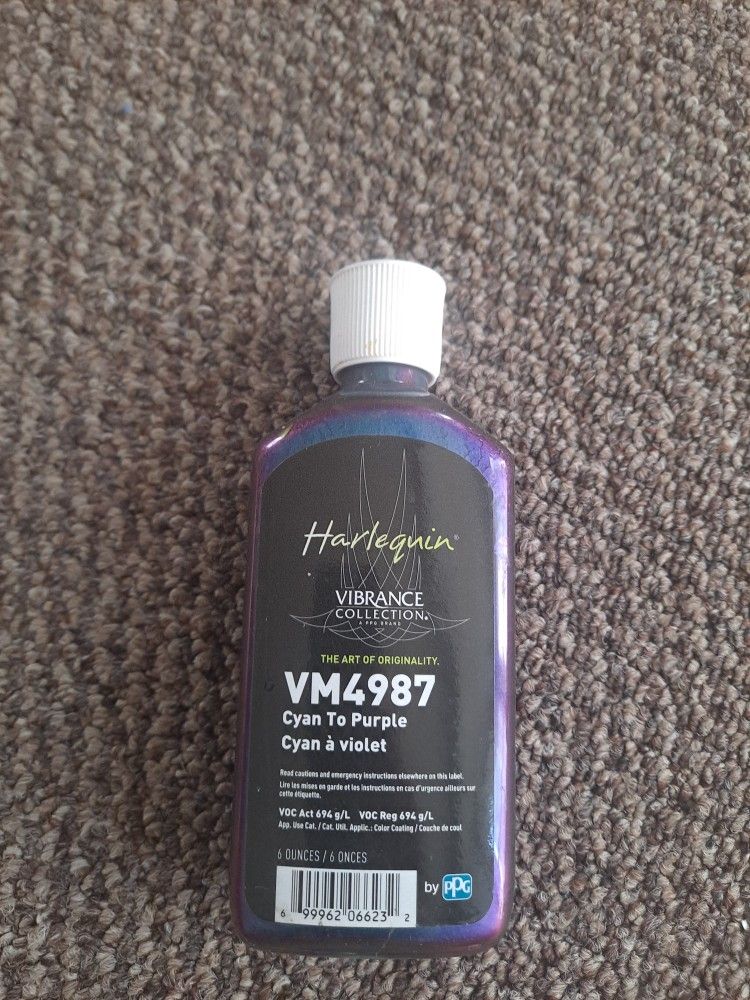 Harlequin®
VIBRANCE
COLLECTION®
A PPG BRAND
THE ART OF ORIGINALITY.
VM4987
Cyan To Purple
Cyan à violet
Read cautions and emergency instructions elsewhere on this label.
Lire les mises en garde et les instructions en cas d'urgence ailleurs sur
cette étiquette.
VOC Act 694 g/L VOC Reg 694 g/L
App. Use Cat. / Cat. Util. Applic.: Color Coating / Couche de coul
6 OUNCES / 6 ONCES
by PPG
6 99962 06623 2